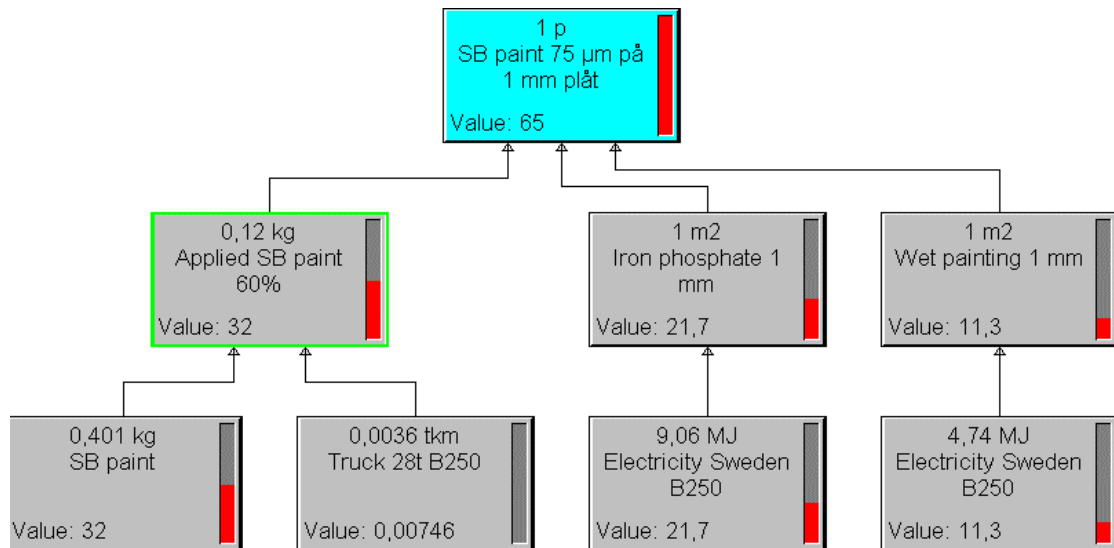 1 p
SB paint 75 µm på
1 mm plåt
Value: 65
0,12 kg
Applied SB paint
60%
Value: 32
1 m2
Iron phosphate 1
mm
Value: 21,7
1 m2
Wet painting 1 mm
Value: 11,3
0,401 kg
SB paint
Value: 32
0,0036 tkm
Truck 28t B250
Value: 0,00746
9,06 MJ
Electricity Sweden
B250
Value: 21,7
4,74 MJ
Electricity Sweden
B250
Value: 11,3